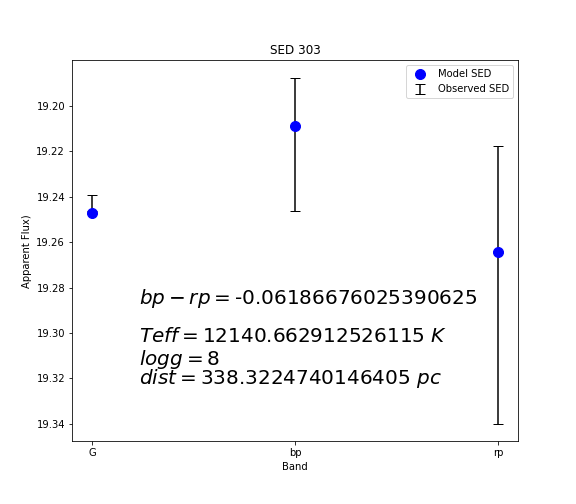 SED 303
Model SED
Observed SED
19.20
19.22
19.24
19.26
19.28
19.30
19.32
19.34
Apparent Flux)
bp − rp = -0.06186676025390625
Teff = 12140.662912526115 K
logg = 8
dist = 338.3224740146405 pc
G bp rp
Band